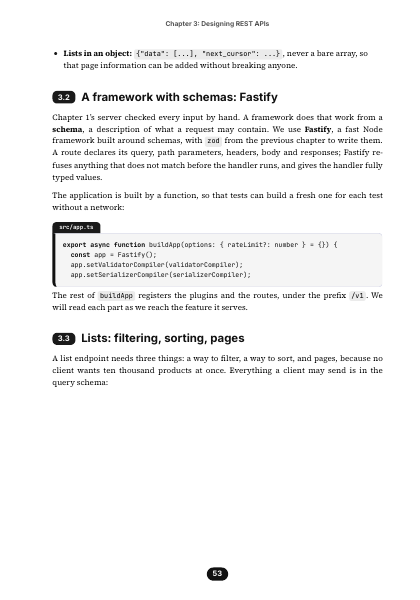 Chapter 3: Designing REST APIs
• Lists in an object: {"data": [...], "next_cursor": ...}, never a bare array, so
that page information can be added without breaking anyone.
3.2 A framework with schemas: Fastify
Chapter 1's server checked every input by hand. A framework does that work from a
schema, a description of what a request may contain. We use Fastify, a fast Node
framework built around schemas, with zod from the previous chapter to write them.
A route declares its query, path parameters, headers, body and responses; Fastify re-
fuses anything that does not match before the handler runs, and gives the handler fully
typed values.
The application is built by a function, so that tests can build a fresh one for each test
without a network:
src/app.ts
export async function buildApp(options: { rateLimit?: number } = {}) {
  const app = Fastify();
  app.setValidatorCompiler(validatorCompiler);
  app.setSerializerCompiler(serializerCompiler);
The rest of buildApp registers the plugins and the routes, under the prefix /v1. We
will read each part as we reach the feature it serves.
3.3 Lists: filtering, sorting, pages
A list endpoint needs three things: a way to filter, a way to sort, and pages, because no
client wants ten thousand products at once. Everything a client may send is in the
query schema:
53